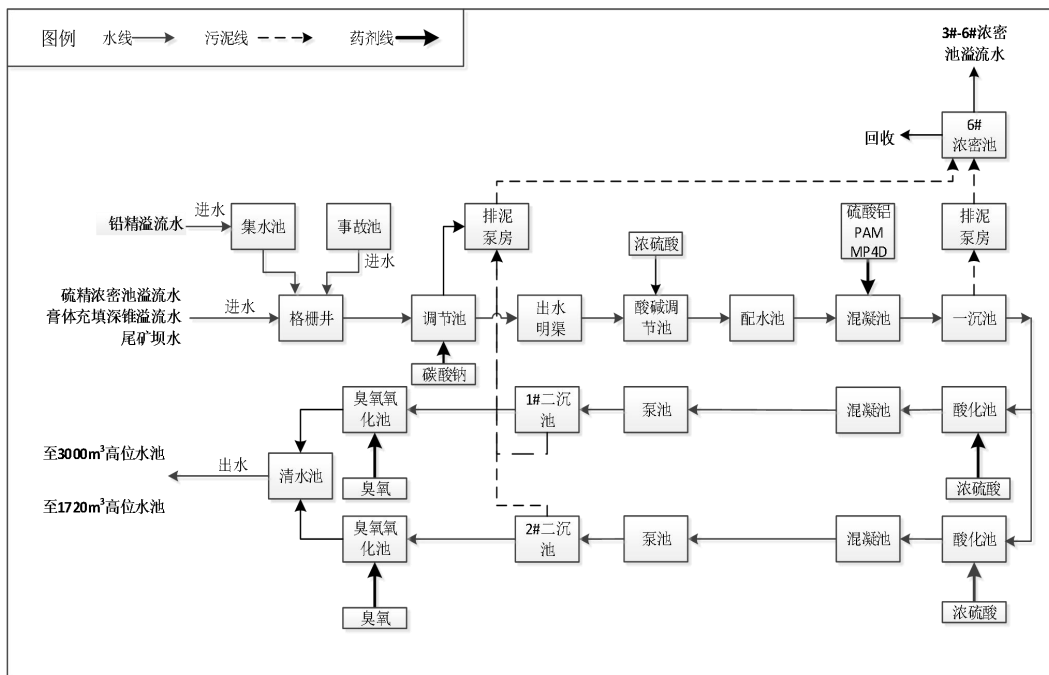 图例 水线 污泥线 药剂线
3#-6#浓密
池溢流水
6#
浓密池
回收
铅精溢流水
进水
集水池
事故池
进水
排泥
泵房
浓硫酸
硫酸铝
PAM
MP4D
排泥
泵房
硫精浓密池溢流水
膏体充填深锥溢流水
尾矿坝水
进水
格栅井
调节池
出水
明渠
酸碱调
节池
配水池
混凝池
一沉池
碳酸钠
臭氧氧
化池
1#二沉
池
泵池
混凝池
酸化池
至3000m³高位水池
出水
清水池
臭氧
浓硫酸
至1720m³高位水池
臭氧氧
化池
2#二沉
池
泵池
混凝池
酸化池
臭氧
浓硫酸